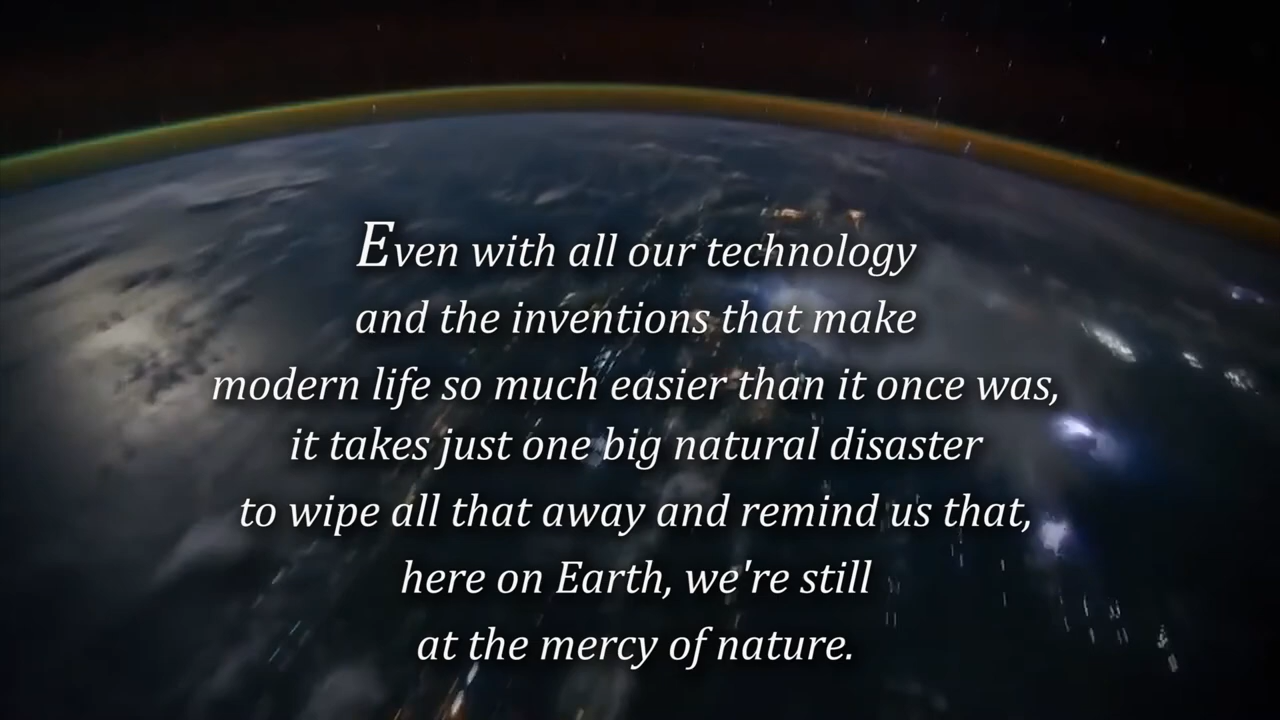 Even with all our technology
and the inventions that make
modern life so much easier than it once was,
it takes just one big natural disaster
to wipe all that away and remind us that,
here on Earth, we're still
at the mercy of nature.